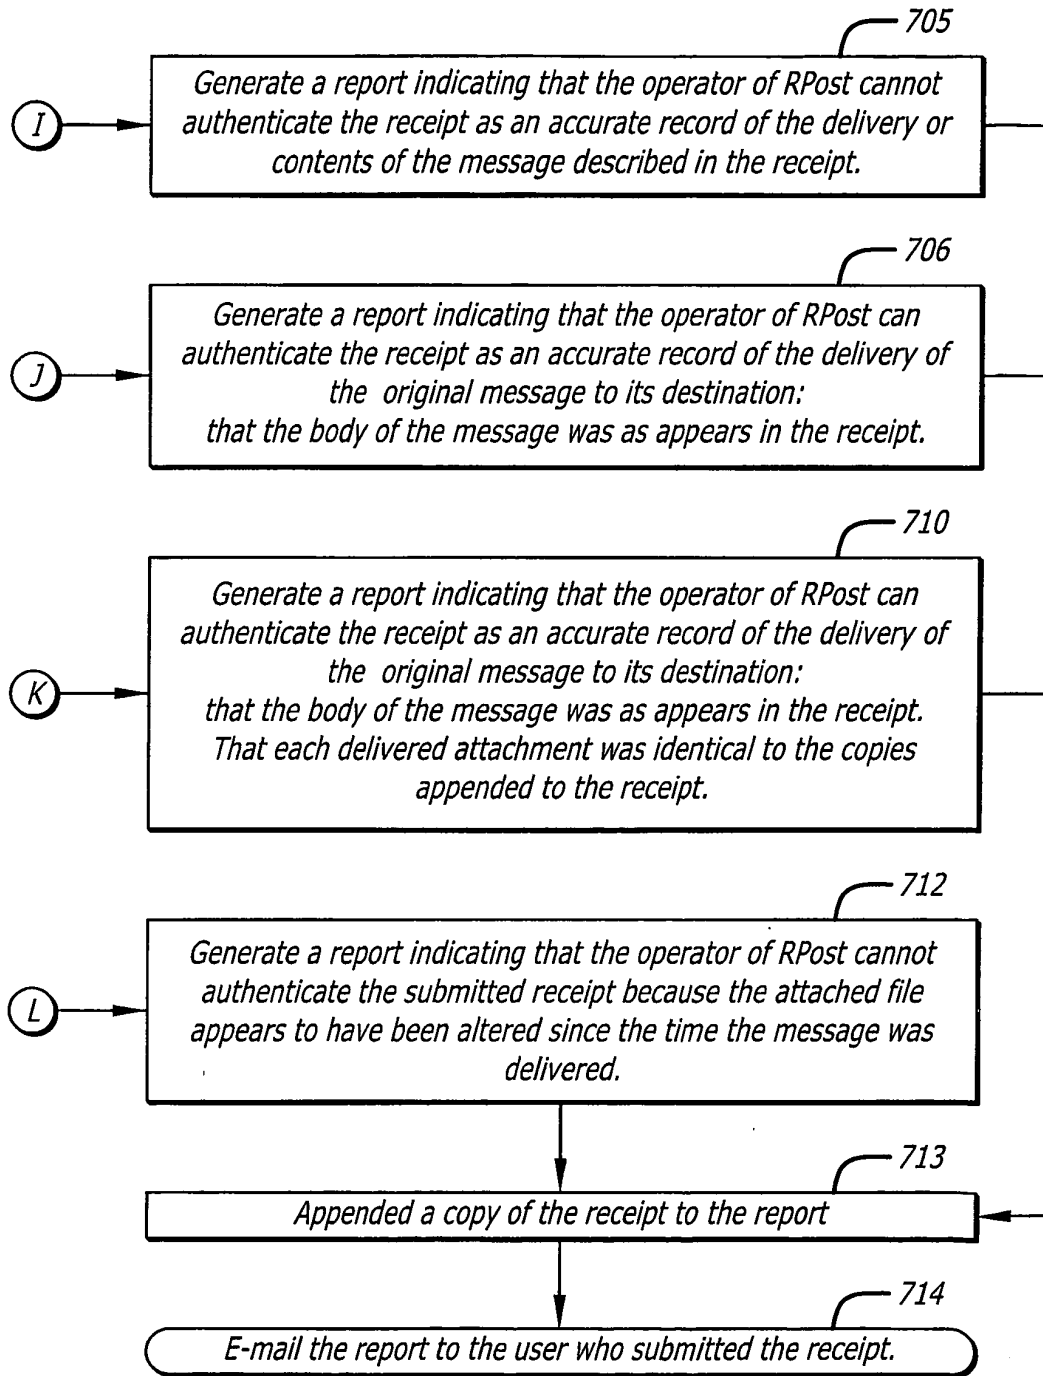 705
Generate a report indicating that the operator of RPost cannot
authenticate the receipt as an accurate record of the delivery or
contents of the message described in the receipt.
I
706
Generate a report indicating that the operator of RPost can
authenticate the receipt as an accurate record of the delivery of
the original message to its destination:
that the body of the message was as appears in the receipt.
J
710
Generate a report indicating that the operator of RPost can
authenticate the receipt as an accurate record of the delivery of
the original message to its destination:
that the body of the message was as appears in the receipt.
That each delivered attachment was identical to the copies
appended to the receipt.
K
712
Generate a report indicating that the operator of RPost cannot
authenticate the submitted receipt because the attached file
appears to have been altered since the time the message was
delivered.
L
713
Appended a copy of the receipt to the report
714
E-mail the report to the user who submitted the receipt.